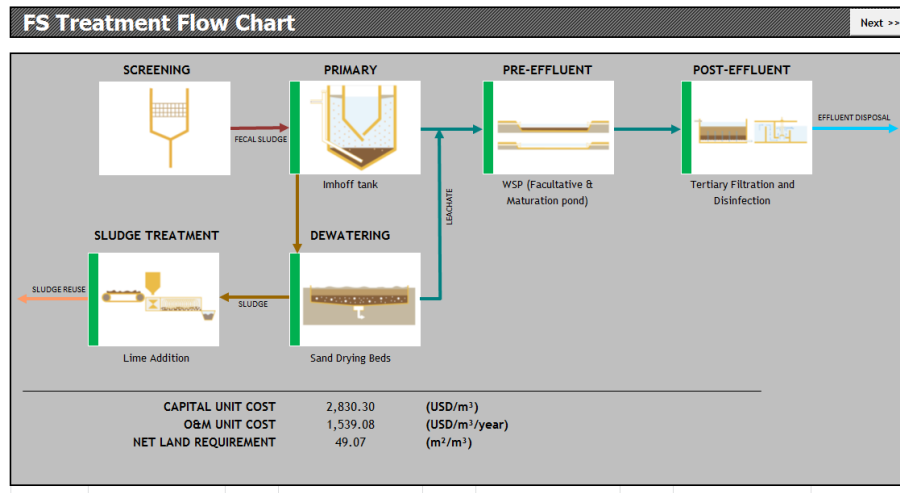 FS Treatment Flow Chart
Next >>
SCREENING
PRIMARY
PRE-EFFLUENT
POST-EFFLUENT
FECAL SLUDGE
EFFLUENT DISPOSAL
Imhoff tank
WSP (Facultative &
Maturation pond)
Tertiary Filtration and
Disinfection
LEACHATE
SLUDGE TREATMENT
DEWATERING
SLUDGE REUSE
SLUDGE
Lime Addition
Sand Drying Beds
CAPITAL UNIT COST 2,830.30 (USD/m³)
O&M UNIT COST 1,539.08 (USD/m³/year)
NET LAND REQUIREMENT 49.07 (m²/m³)